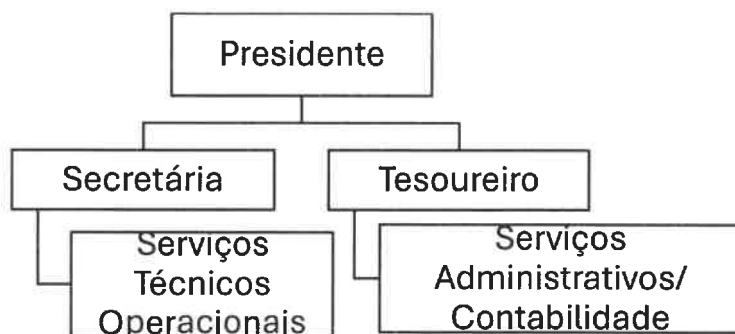 Presidente
Secretária
Tesoureiro
Serviços
Técnicos
Operacionais
Serviços
Administrativos/
Contabilidade